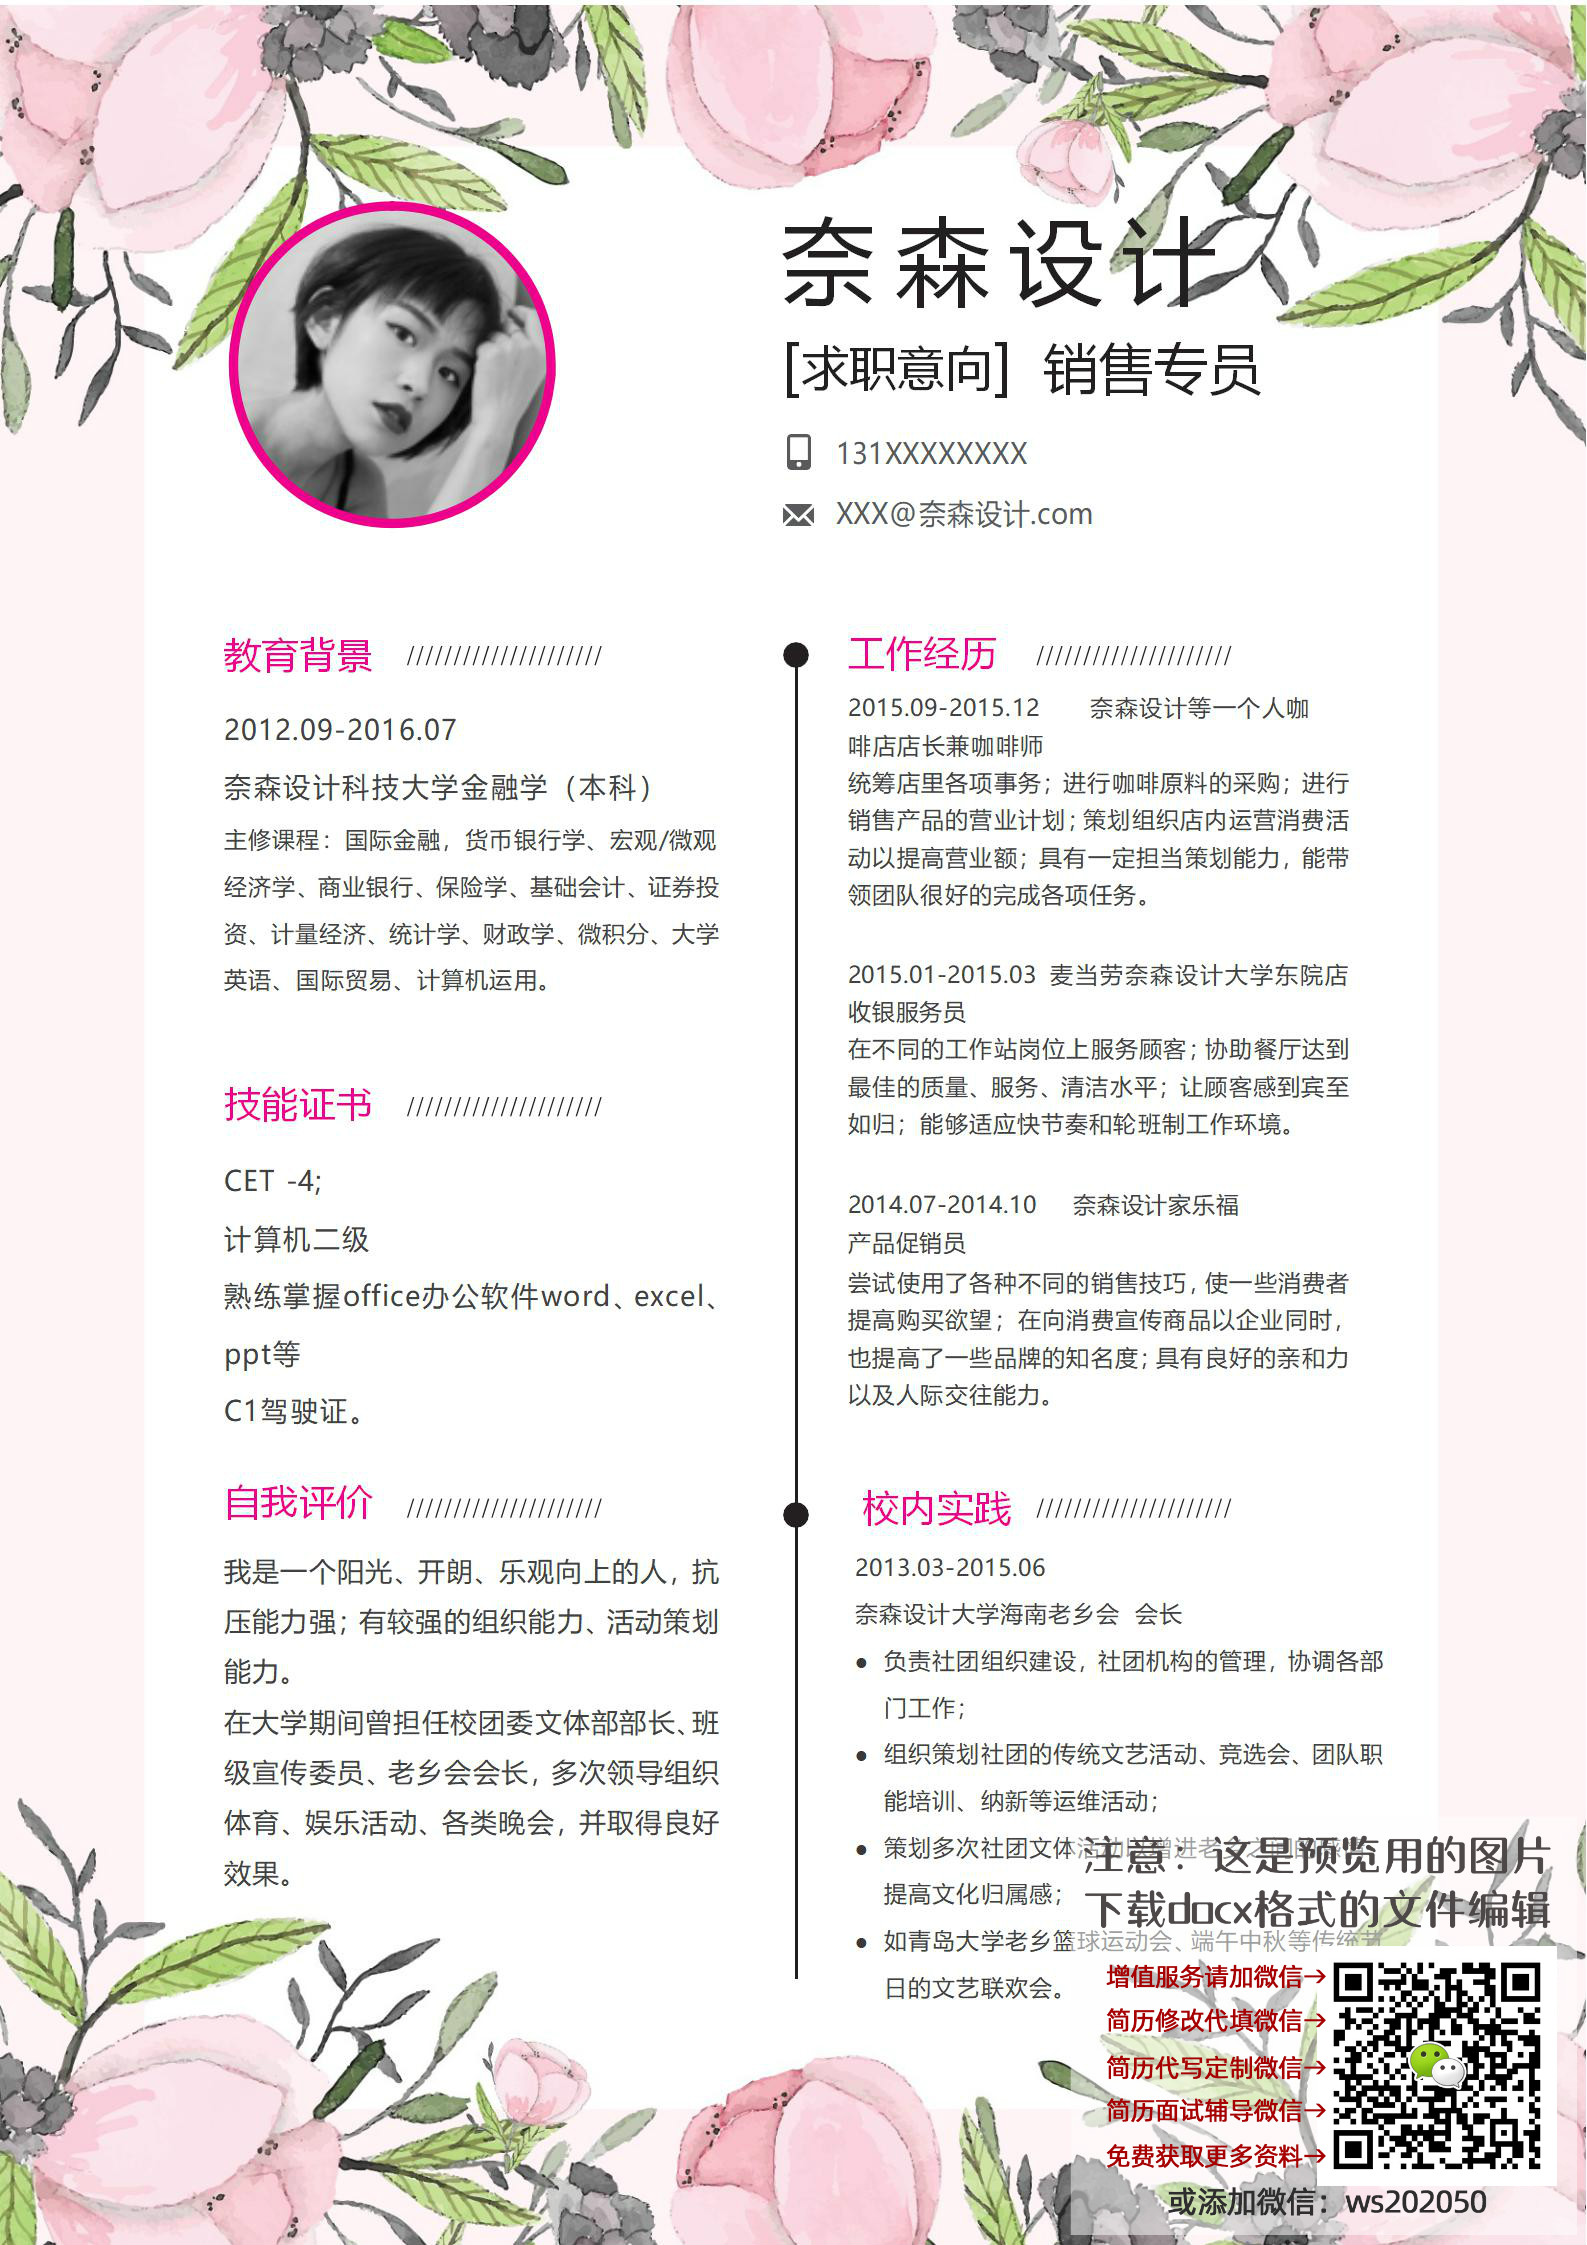 奈森设计
[求职意向] 销售专员
131XXXXXXXX
XXX@奈森设计.com
教育背景 /////////////////////
2012.09-2016.07
奈森设计科技大学金融学（本科）
主修课程：国际金融，货币银行学、宏观/微观
经济学、商业银行、保险学、基础会计、证券投
资、计量经济、统计学、财政学、微积分、大学
英语、国际贸易、计算机运用。
技能证书 /////////////////////
CET -4;
计算机二级
熟练掌握office办公软件word、excel、
ppt等
C1驾驶证。
自我评价 /////////////////////
我是一个阳光、开朗、乐观向上的人，抗
压能力强；有较强的组织能力、活动策划
能力。
在大学期间曾担任校团委文体部部长、班
级宣传委员、老乡会会长，多次领导组织
体育、娱乐活动、各类晚会，并取得良好
效果。
工作经历 /////////////////////
2015.09-2015.12 奈森设计等一个人咖
啡店店长兼咖啡师
统筹店里各项事务；进行咖啡原料的采购；进行
销售产品的营业计划；策划组织店内运营消费活
动以提高营业额；具有一定担当策划能力，能带
领团队很好的完成各项任务。
2015.01-2015.03 麦当劳奈森设计大学东院店
收银服务员
在不同的工作站岗位上服务顾客；协助餐厅达到
最佳的质量、服务、清洁水平；让顾客感到宾至
如归；能够适应快节奏和轮班制工作环境。
2014.07-2014.10 奈森设计家乐福
产品促销员
尝试使用了各种不同的销售技巧，使一些消费者
提高购买欲望；在向消费宣传商品以企业同时，
也提高了一些品牌的知名度；具有良好的亲和力
以及人际交往能力。
校内实践 /////////////////////
2013.03-2015.06
奈森设计大学海南老乡会 会长
● 负责社团组织建设，社团机构的管理，协调各部
门工作；
● 组织策划社团的传统文艺活动、竞选会、团队职
能培训、纳新等运维活动；
● 策划多次社团文体活动以增进老乡之间的感情
提高文化归属感；
● 如青岛大学老乡篮球运动会、端午中秋等传统节
日的文艺联欢会。
注意：这是预览用的图片
下载docx格式的文件编辑
增值服务请加微信→
简历修改代填微信→
简历代写定制微信→
简历面试辅导微信→
免费获取更多资料→
或添加微信：ws202050